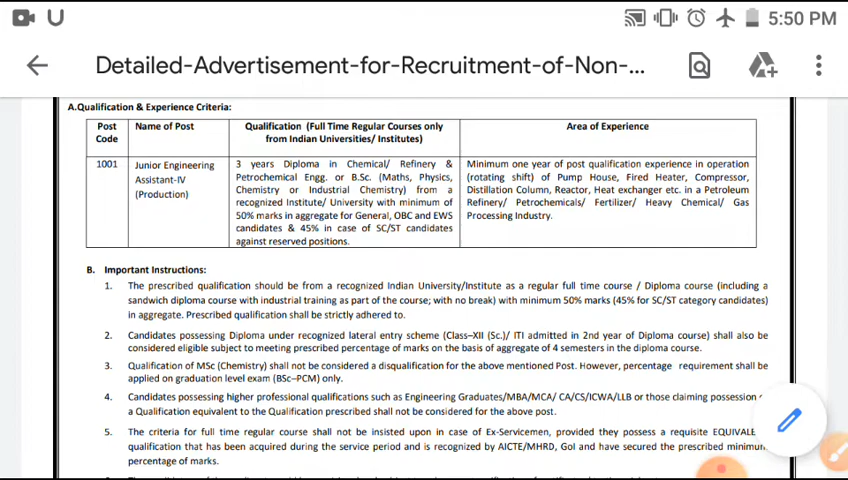 5:50 PM
Detailed-Advertisement-for-Recruitment-of-Non-...
A.Qualification & Experience Criteria:
Post Code
Name of Post
Qualification (Full Time Regular Courses only
from Indian Universities/ Institutes)
Area of Experience
1001
Junior Engineering
Assistant-IV
(Production)
3 years Diploma in Chemical/ Refinery &
Petrochemical Engg. or B.Sc. (Maths, Physics,
Chemistry or Industrial Chemistry) from a
recognized Institute/ University with minimum of
50% marks in aggregate for General, OBC and EWS
candidates & 45% in case of SC/ST candidates
against reserved positions.
Minimum one year of post qualification experience in operation
(rotating shift) of Pump House, Fired Heater, Compressor,
Distillation Column, Reactor, Heat exchanger etc. in a Petroleum
Refinery/ Petrochemicals/ Fertilizer/ Heavy Chemical/ Gas
Processing Industry.
B. Important Instructions:
1. The prescribed qualification should be from a recognized Indian University/Institute as a regular full time course / Diploma course (including a
sandwich diploma course with industrial training as part of the course; with no break) with minimum 50% marks (45% for SC/ST category candidates)
in aggregate. Prescribed qualification shall be strictly adhered to.
2. Candidates possessing Diploma under recognized lateral entry scheme (Class–XII (Sc.)/ ITI admitted in 2nd year of Diploma course) shall also be
considered eligible subject to meeting prescribed percentage of marks on the basis of aggregate of 4 semesters in the diploma course.
3. Qualification of MSc (Chemistry) shall not be considered a disqualification for the above mentioned Post. However, percentage requirement shall be
applied on graduation level exam (BSc–PCM) only.
4. Candidates possessing higher professional qualifications such as Engineering Graduates/MBA/MCA/ CA/CS/ICWA/LLB or those claiming possession
a Qualification equivalent to the Qualification prescribed shall not be considered for the above post.
5. The criteria for full time regular course shall not be insisted upon in case of Ex-Servicemen, provided they possess a requisite EQUIVALE
qualification that has been acquired during the service period and is recognized by AICTE/MHRD, GoI and have secured the prescribed minimum
percentage of marks.